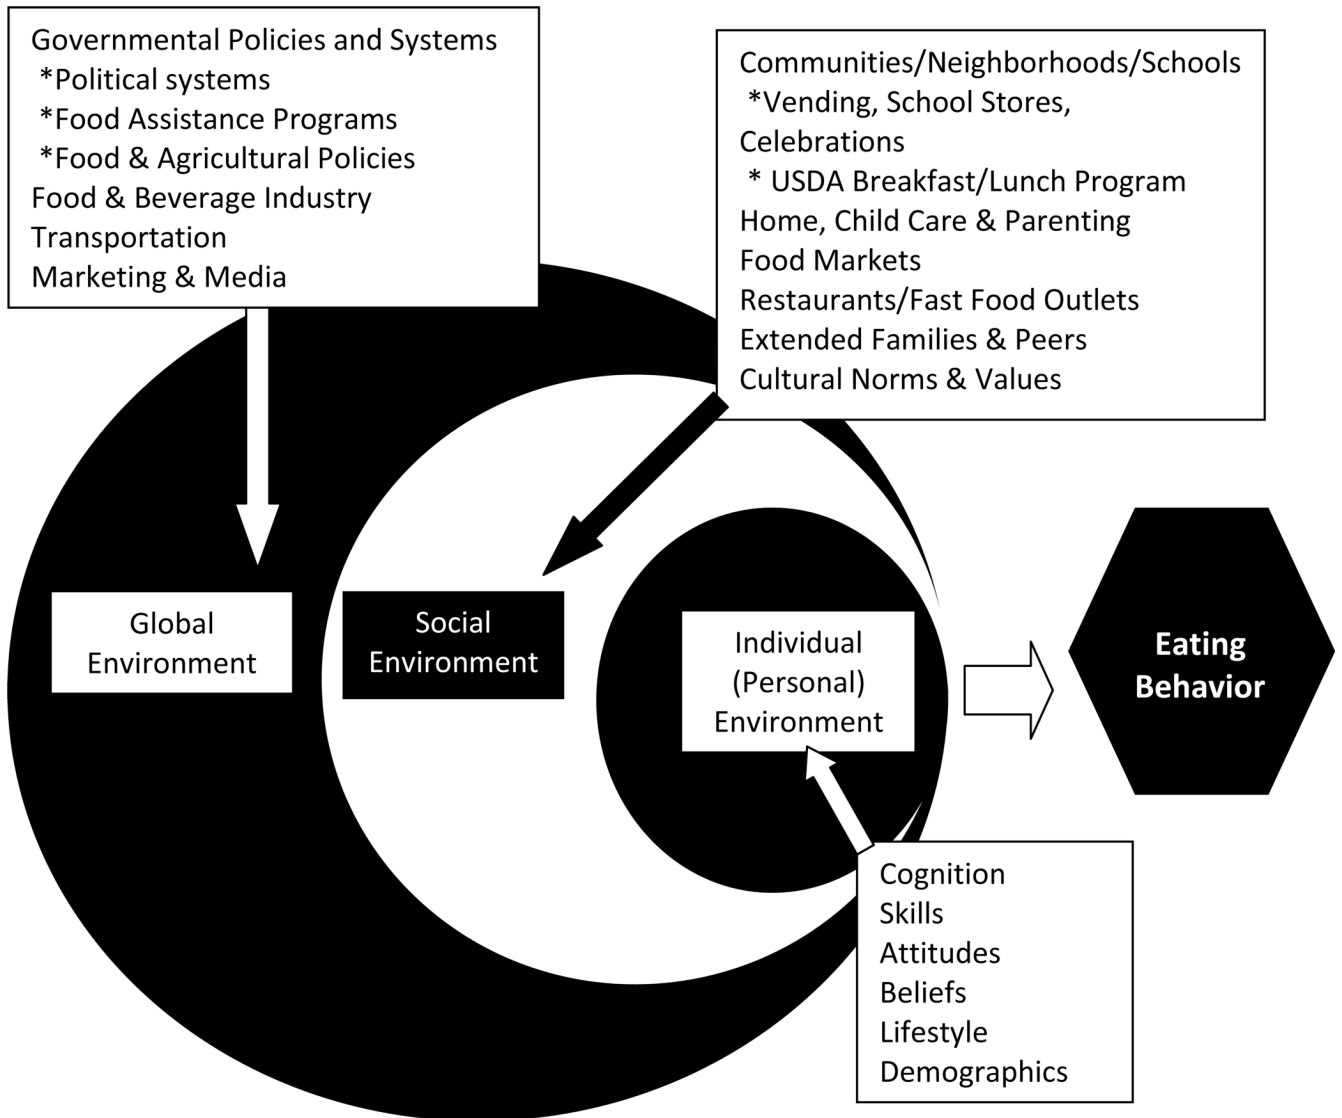 Governmental Policies and Systems
*Political systems
*Food Assistance Programs
*Food & Agricultural Policies
Food & Beverage Industry
Transportation
Marketing & Media
Communities/Neighborhoods/Schools
*Vending, School Stores,
Celebrations
* USDA Breakfast/Lunch Program
Home, Child Care & Parenting
Food Markets
Restaurants/Fast Food Outlets
Extended Families & Peers
Cultural Norms & Values
Global
Environment
Social
Environment
Individual
(Personal)
Environment
Eating
Behavior
Cognition
Skills
Attitudes
Beliefs
Lifestyle
Demographics